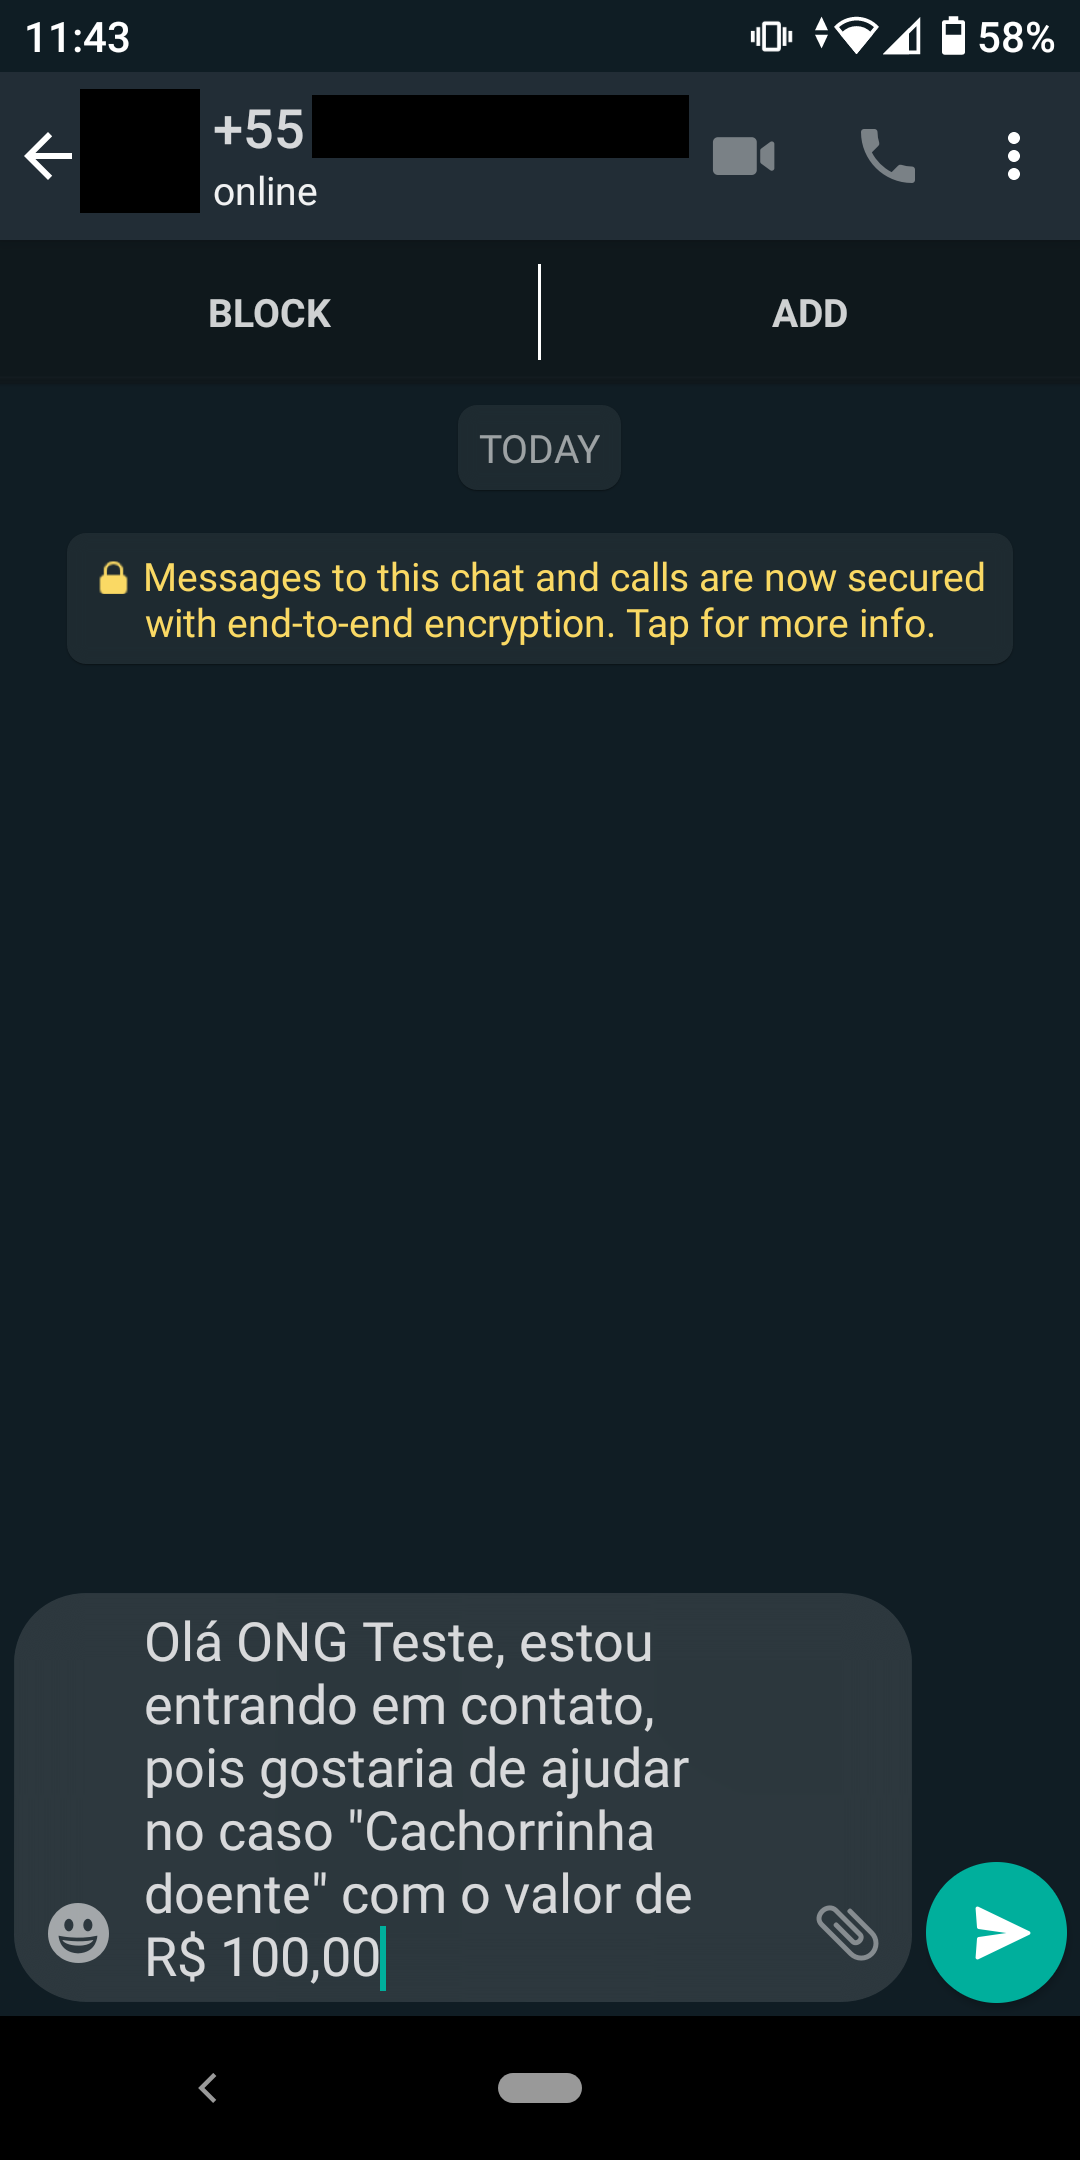 11:43 58%
+55
online
BLOCK ADD
TODAY
Messages to this chat and calls are now secured
with end-to-end encryption. Tap for more info.
Olá ONG Teste, estou
entrando em contato,
pois gostaria de ajudar
no caso "Cachorrinha
doente" com o valor de
R$ 100,00